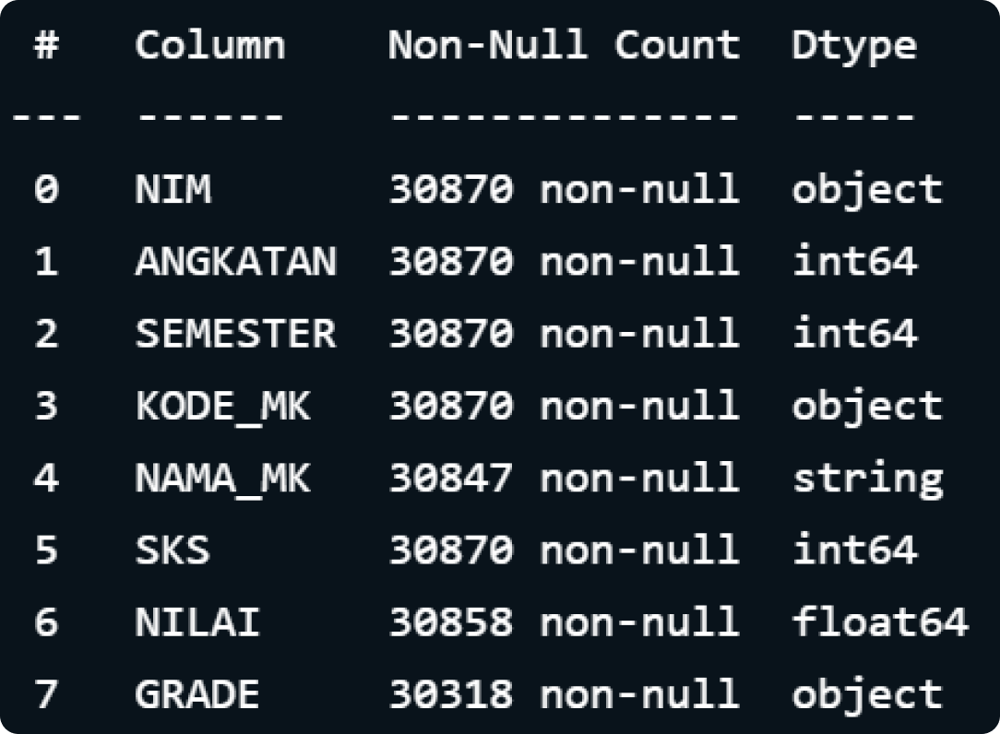 #   Column    Non-Null Count  Dtype
---  ------    --------------  -----
0   NIM       30870 non-null  object
1   ANGKATAN  30870 non-null  int64
2   SEMESTER  30870 non-null  int64
3   KODE_MK   30870 non-null  object
4   NAMA_MK   30847 non-null  string
5   SKS       30870 non-null  int64
6   NILAI     30858 non-null  float64
7   GRADE     30318 non-null  object